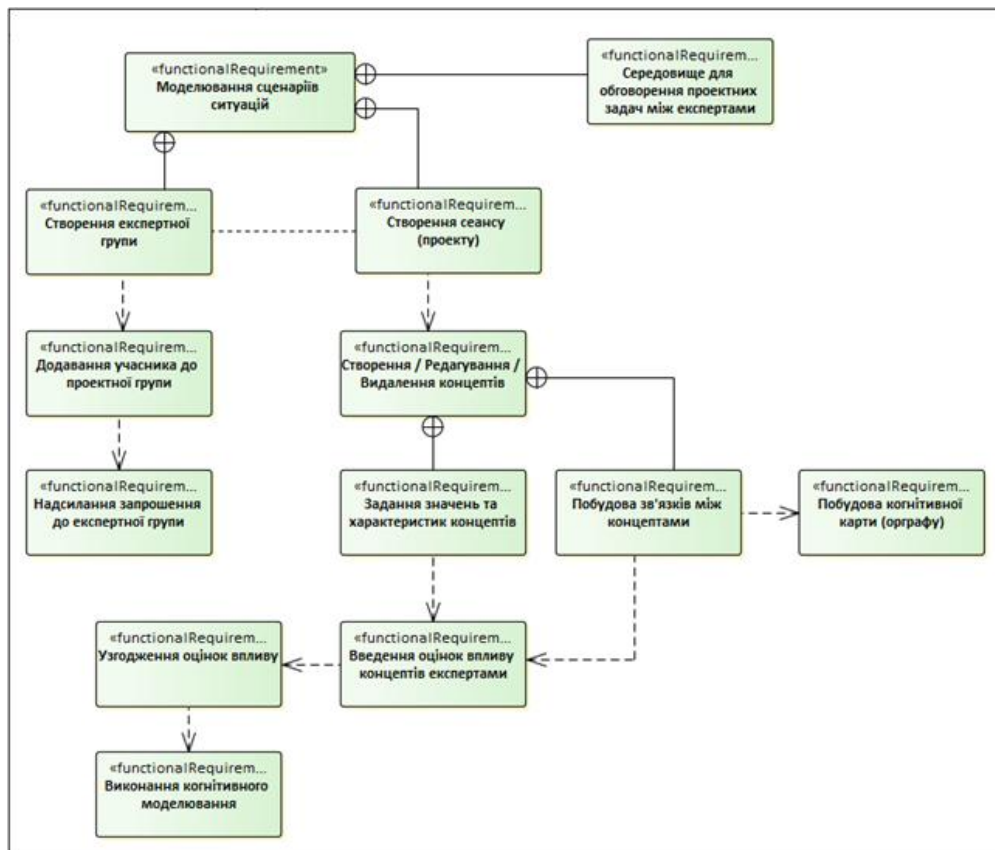 «functionalRequirement»
Моделювання сценаріїв
ситуацій
«functionalRequirem...
Середовище для
обговорення проектних
задач між експертами
«functionalRequirem...
Створення експертної
групи
«functionalRequirem...
Створення сеансу
(проекту)
«functionalRequirem...
Додавання учасника до
проектної групи
«functionalRequirem...
Створення / Редагування /
Видалення концептів
«functionalRequirem...
Надсилання запрошення
до експертної групи
«functionalRequirem...
Задання значень та
характеристик концептів
«functionalRequirem...
Побудова зв'язків між
концептами
«functionalRequirem...
Побудова когнітивної
карти (орграфу)
«functionalRequirem...
Узгодження оцінок впливу
«functionalRequirem...
Введення оцінок впливу
концептів експертами
«functionalRequirem...
Виконання когнітивного
моделювання